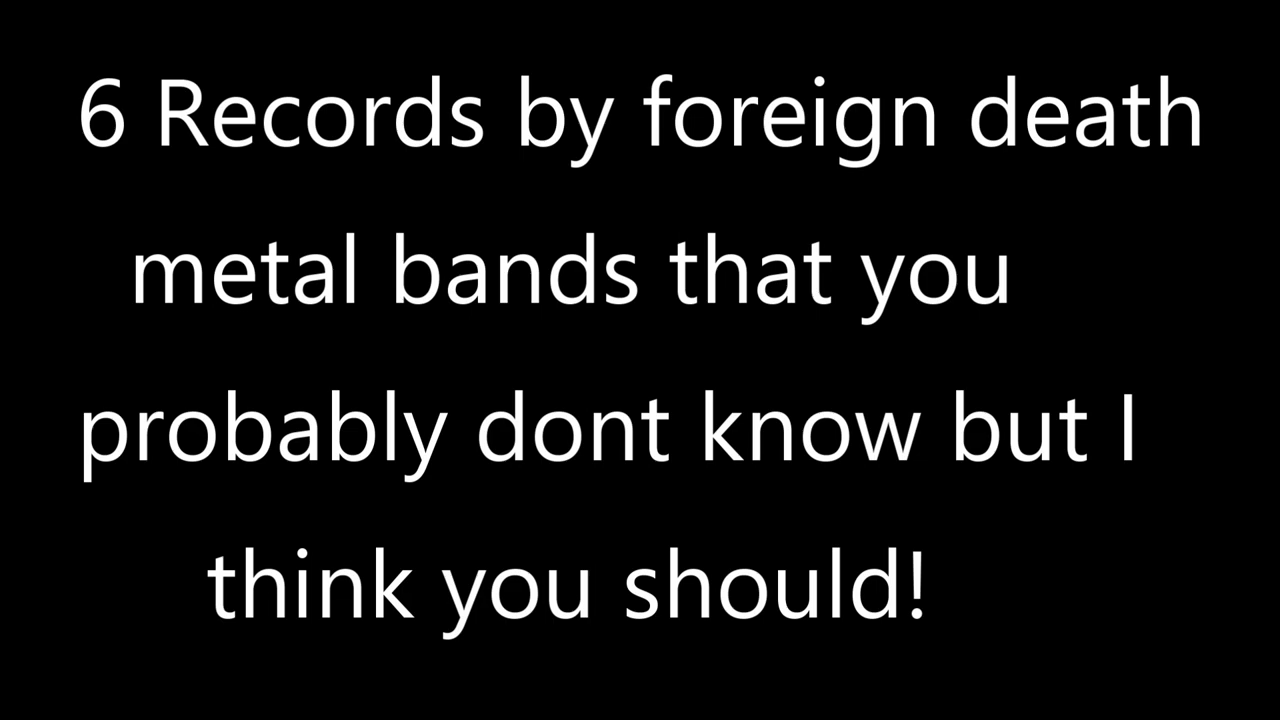 6 Records by foreign death
metal bands that you
probably dont know but I
think you should!